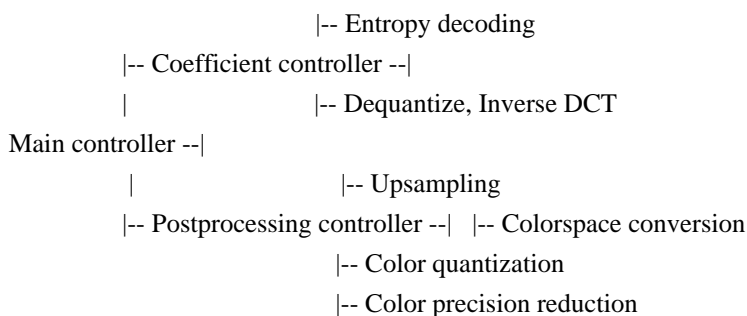 |-- Entropy decoding
|-- Coefficient controller --|
| |-- Dequantize, Inverse DCT
Main controller --|
| |-- Upsampling
|-- Postprocessing controller --| |-- Colorspace conversion
|-- Color quantization
|-- Color precision reduction